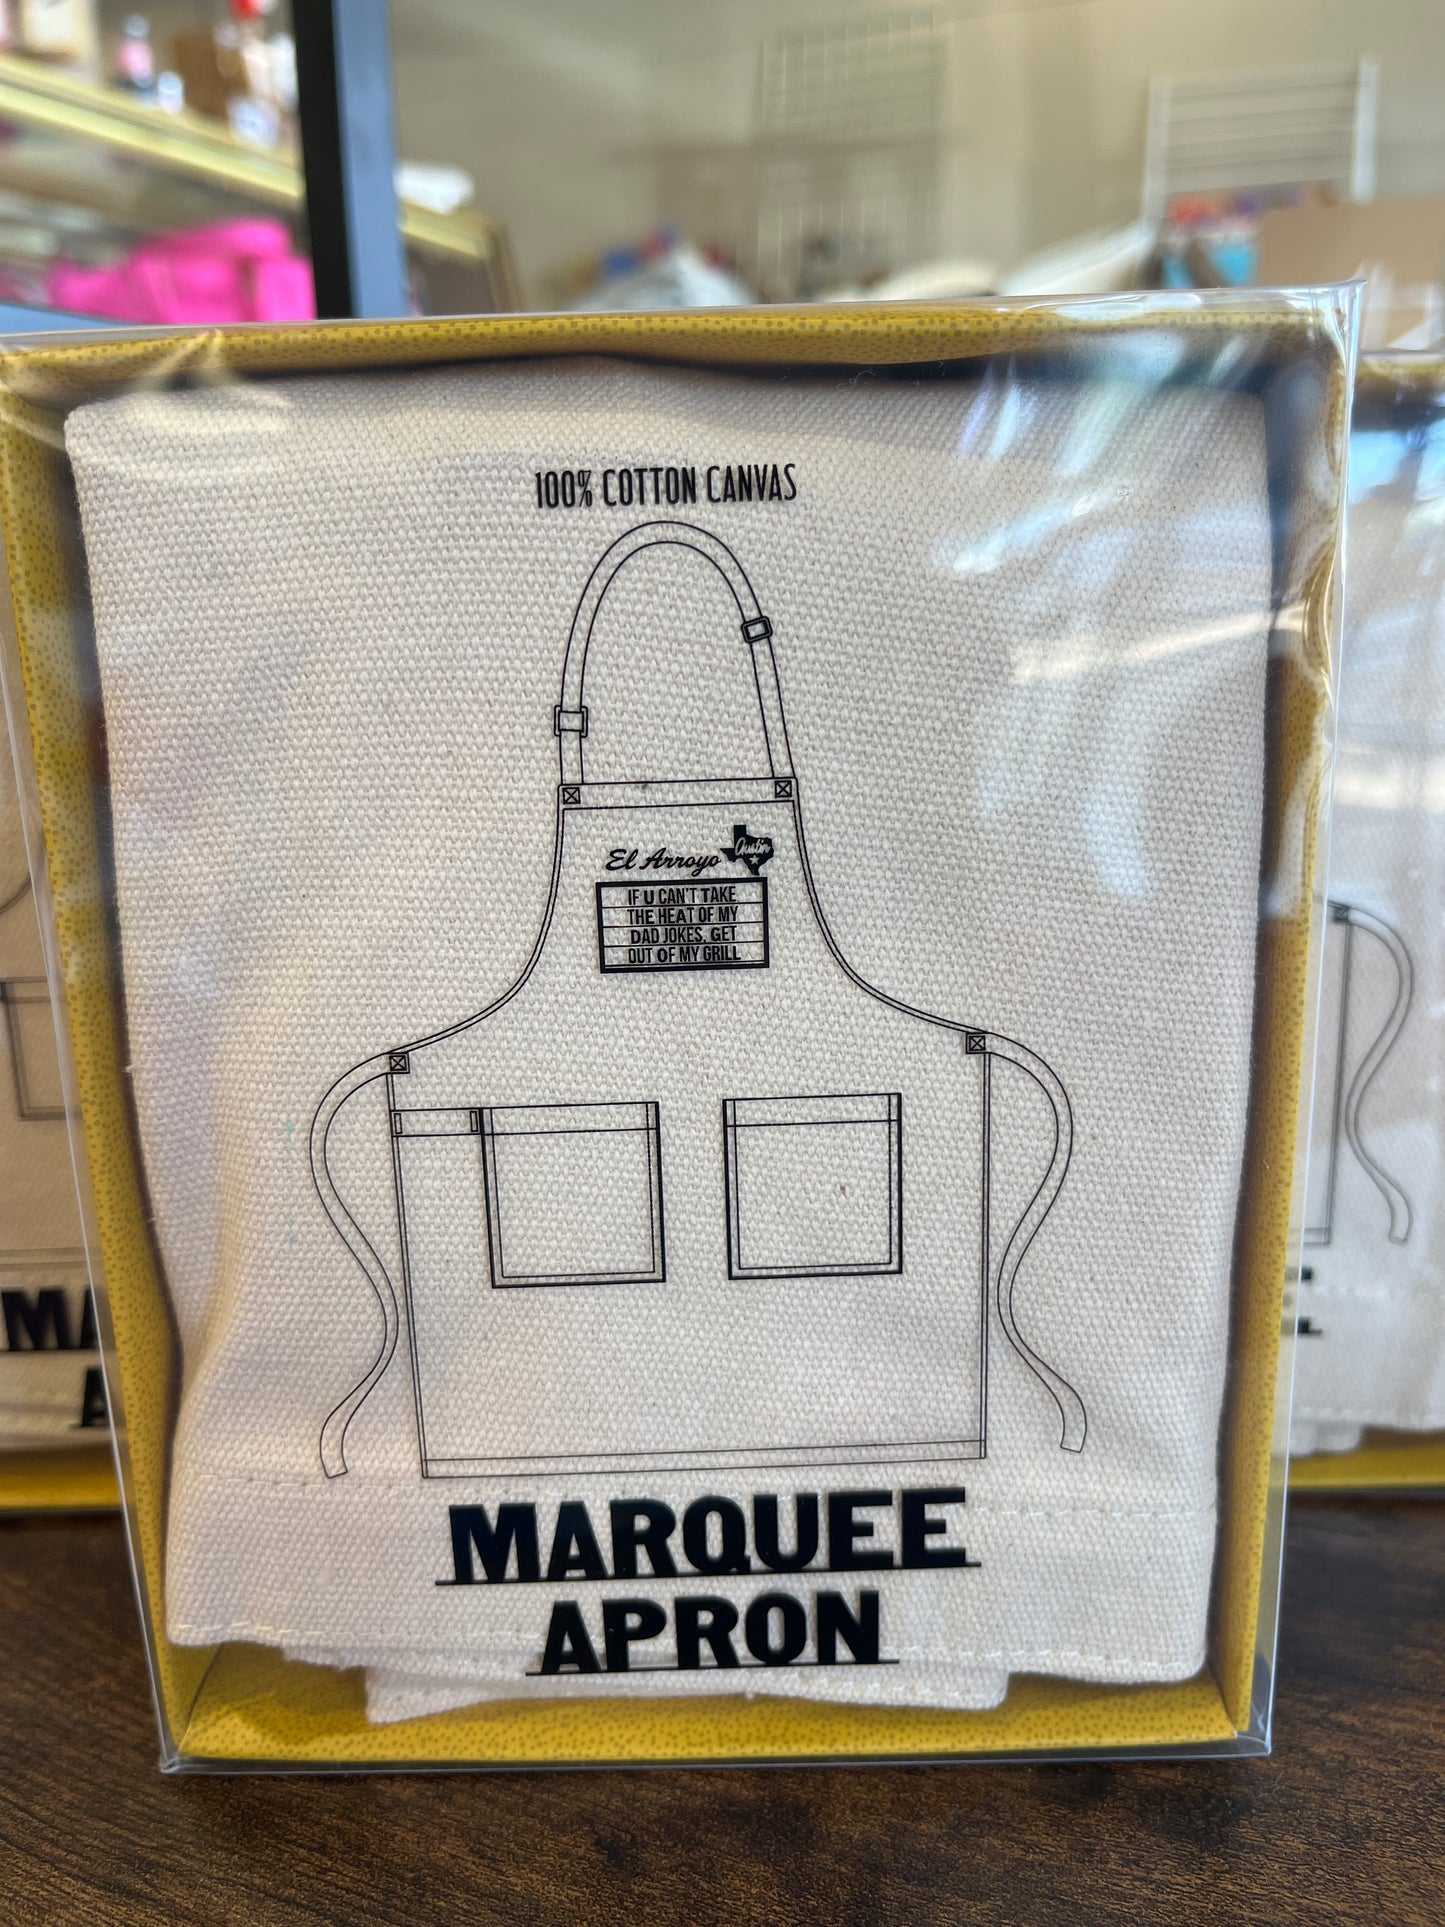 100% COTTON CANVAS
El Arroyo Austin
IF U CAN'T TAKE
THE HEAT OF MY
DAD JOKES, GET
OUT OF MY GRILL
MARQUEE
APRON
MA
A